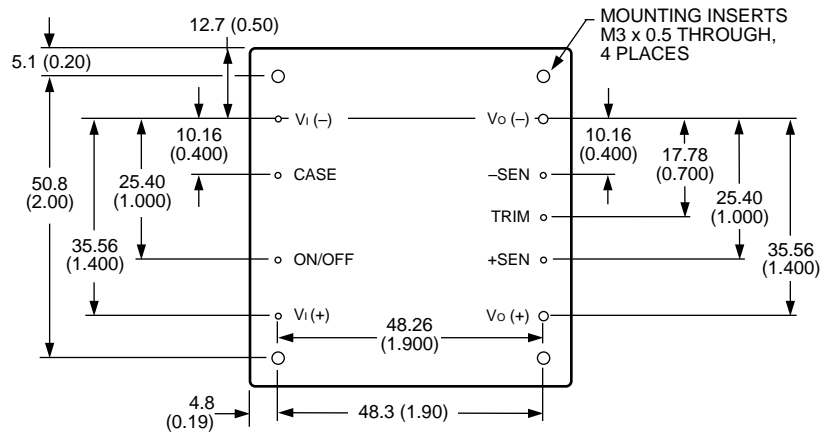 12.7 (0.50)
MOUNTING INSERTS
M3 x 0.5 THROUGH,
4 PLACES
5.1 (0.20)
VI (–)
VO (–)
10.16
(0.400)
10.16
(0.400)
17.78
(0.700)
CASE
–SEN
50.8
(2.00)
25.40
(1.000)
25.40
(1.000)
TRIM
35.56
(1.400)
35.56
(1.400)
ON/OFF
+SEN
VI (+)
VO (+)
48.26
(1.900)
4.8
(0.19)
48.3 (1.90)